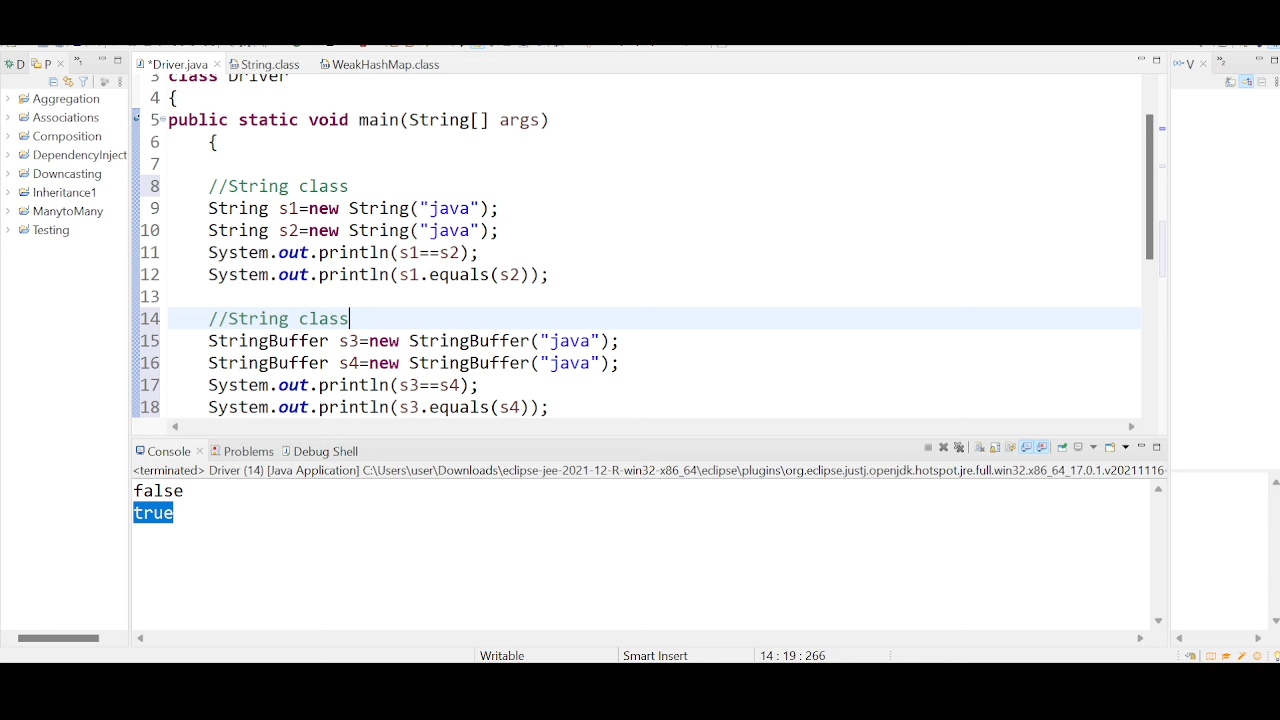 D P
*Driver.java String.class WeakHashMap.class V
Aggregation
Associations
Composition
DependencyInject
Downcasting
Inheritance1
ManytoMany
Testing
3 class Driver
4 {
5 public static void main(String[] args)
6 {
7
8 //String class
9 String s1=new String("java");
10 String s2=new String("java");
11 System.out.println(s1==s2);
12 System.out.println(s1.equals(s2));
13
14 //String class
15 StringBuffer s3=new StringBuffer("java");
16 StringBuffer s4=new StringBuffer("java");
17 System.out.println(s3==s4);
18 System.out.println(s3.equals(s4));
Console Problems Debug Shell
<terminated> Driver (14) [Java Application] C:\Users\user\Downloads\eclipse-jee-2021-12-R-win32-x86_64\eclipse\plugins\org.eclipse.justj.openjdk.hotspot.jre.full.win32.x86_64_17.0.1.v20211116-
false
true
Writable Smart Insert 14 : 19 : 266